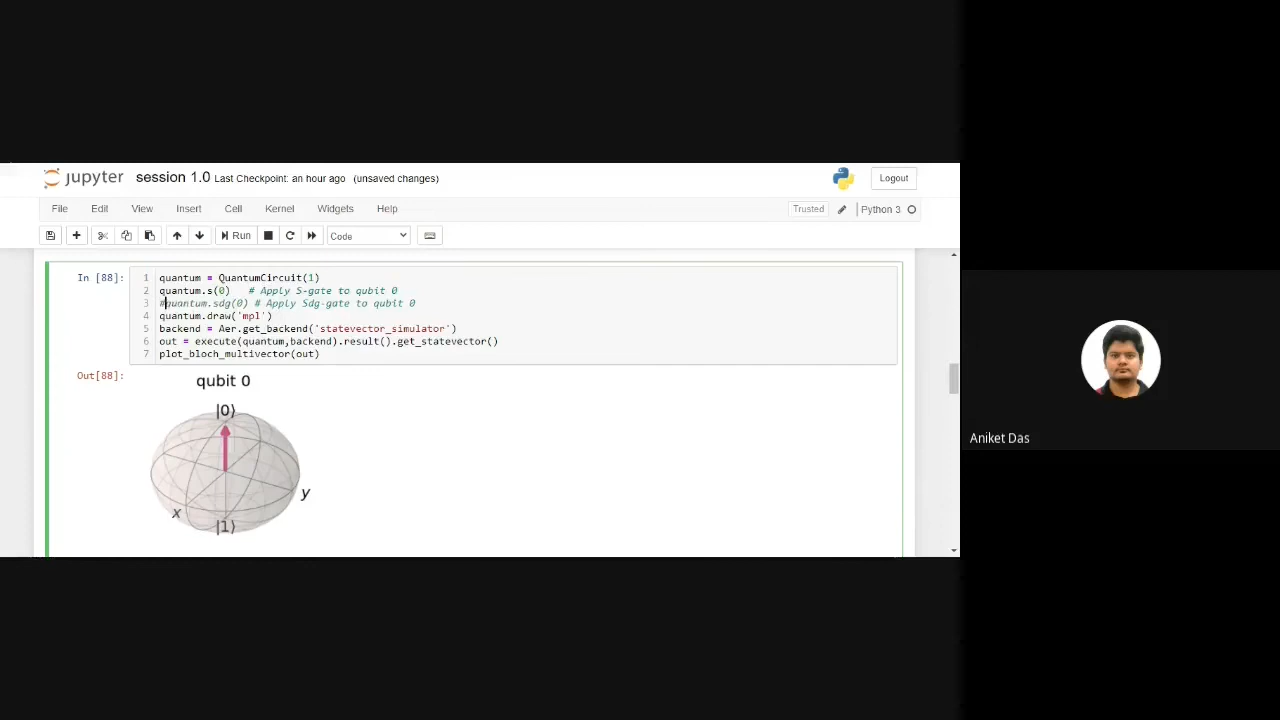 jupyter session 1.0 Last Checkpoint: an hour ago (unsaved changes) Logout
File Edit View Insert Cell Kernel Widgets Help Trusted Python 3
Run Code
In [88]:
1 quantum = QuantumCircuit(1)
2 quantum.s(0) # Apply S-gate to qubit 0
3 #quantum.sdg(0) # Apply Sdg-gate to qubit 0
4 quantum.draw('mpl')
5 backend = Aer.get_backend('statevector_simulator')
6 out = execute(quantum,backend).result().get_statevector()
7 plot_bloch_multivector(out)
Out[88]:
qubit 0
|0⟩
y
x
|1⟩
Aniket Das